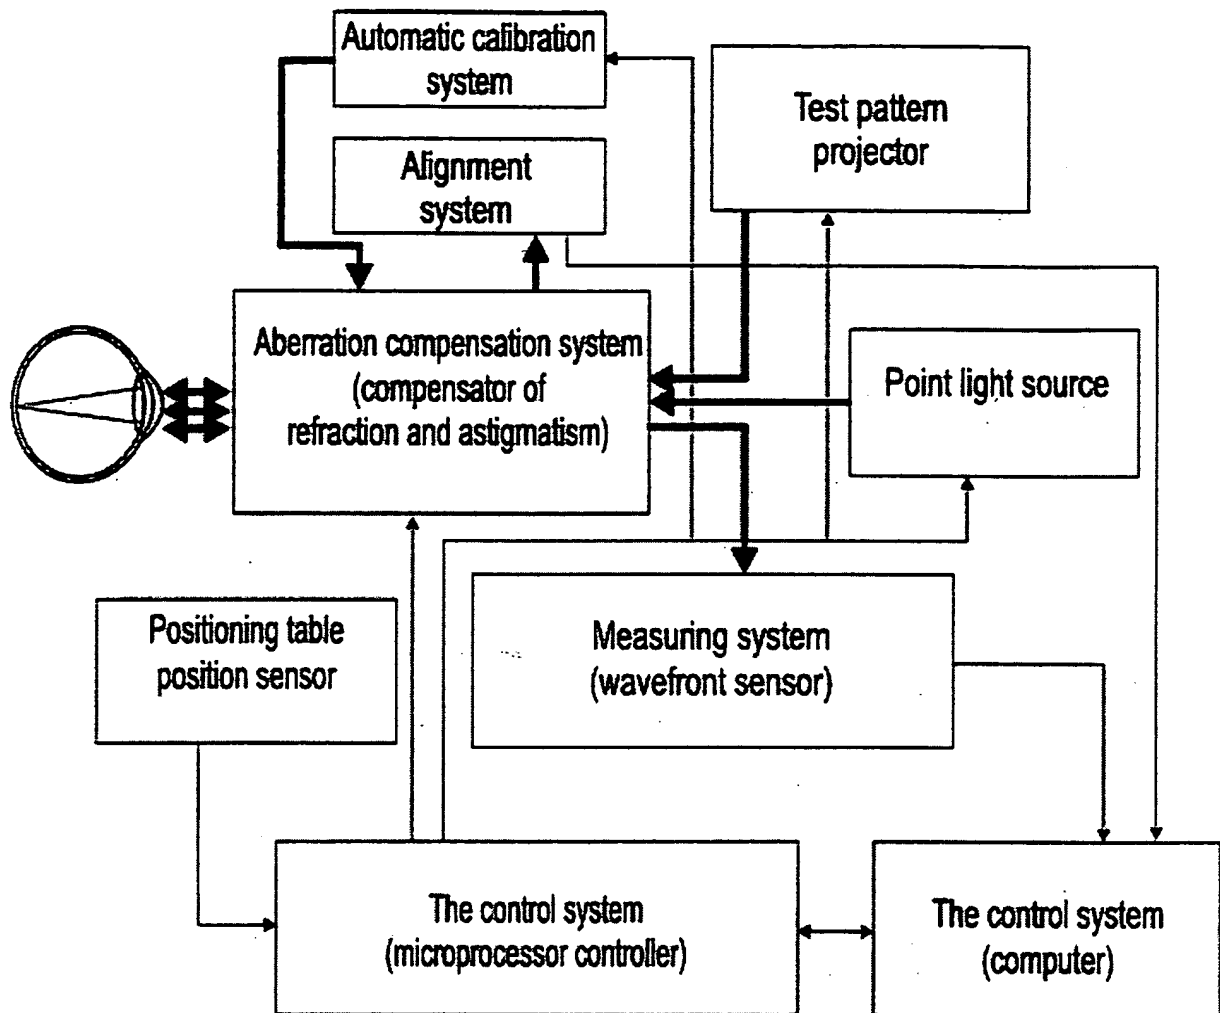 Automatic calibration
system
Test pattern
projector
Alignment
system
Aberration compensation system
(compensator of
refraction and astigmatism)
Point light source
Positioning table
position sensor
Measuring system
(wavefront sensor)
The control system
(microprocessor controller)
The control system
(computer)